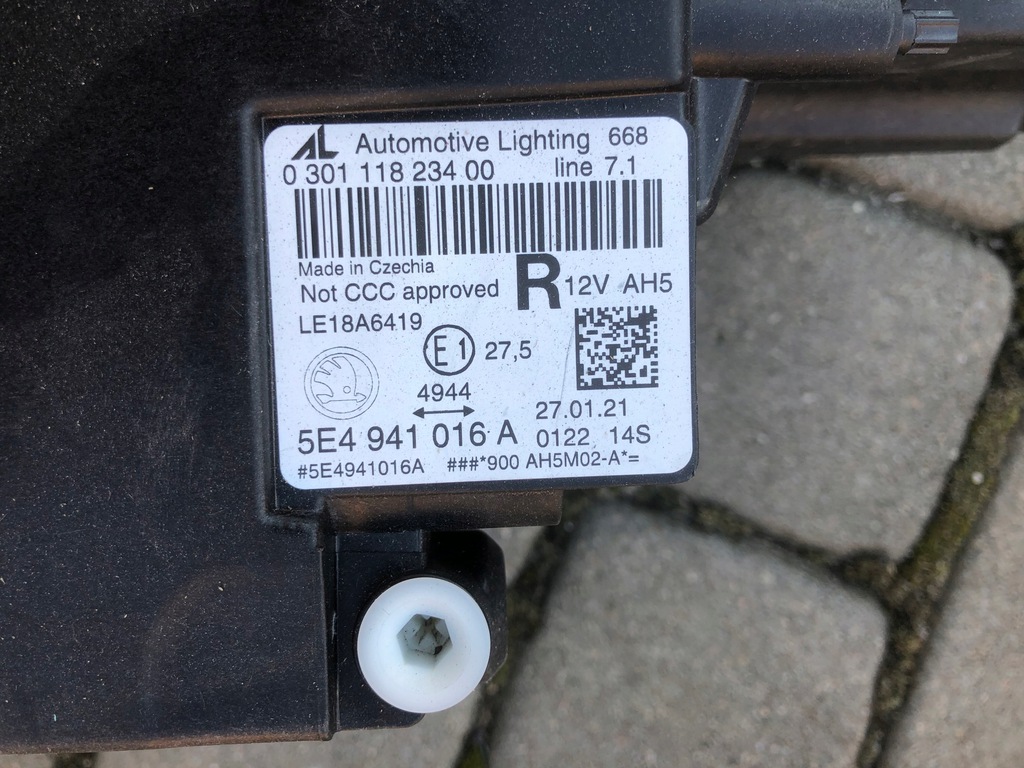 AL Automotive Lighting 668
0 301 118 234 00 line 7.1
Made in Czechia
Not CCC approved R 12V AH5
LE18A6419
E1 27,5
4944
27.01.21
5E4 941 016 A 0122 14S
#5E4941016A ###*900 AH5M02-A*=